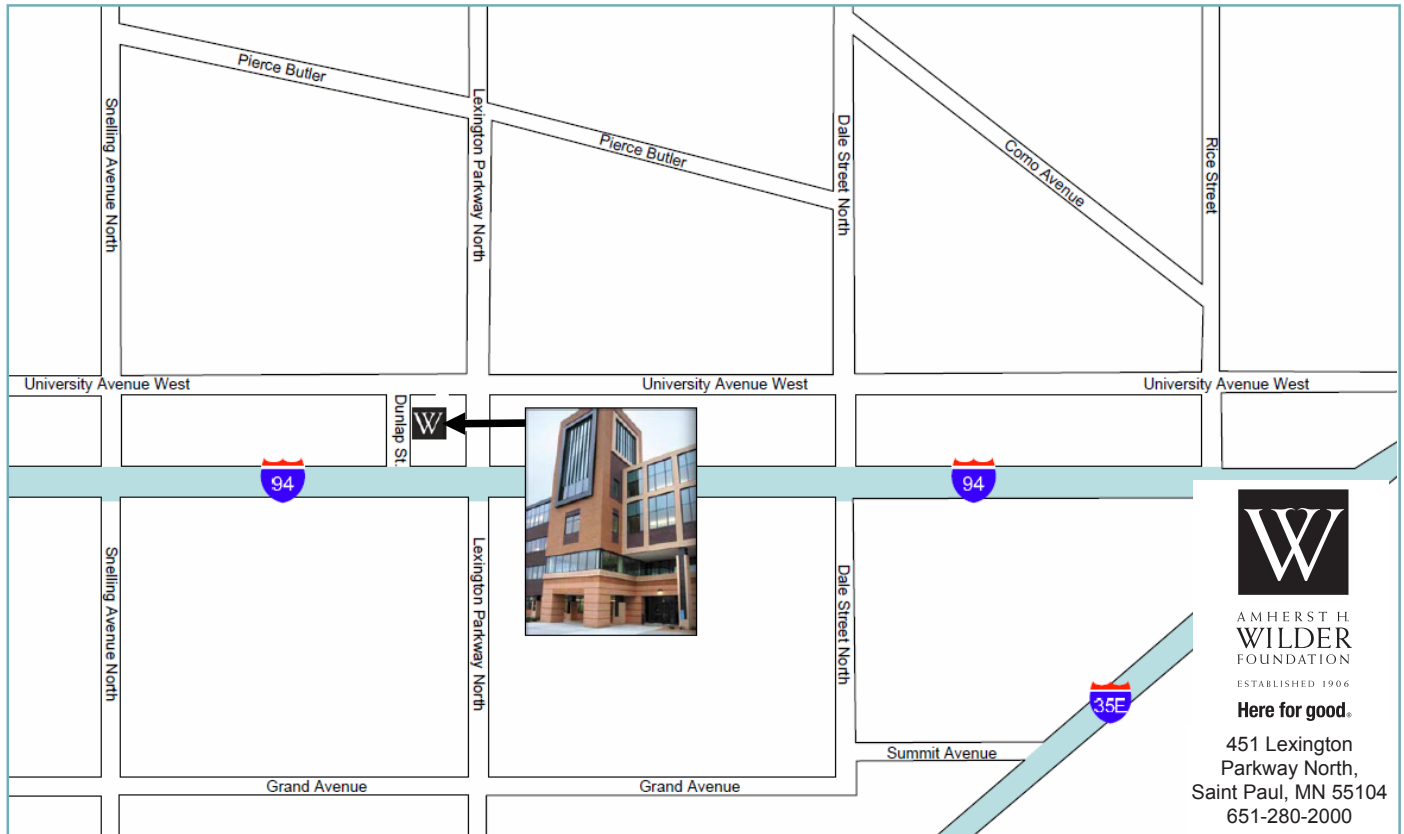 Pierce Butler
Snelling Avenue North
Lexington Parkway North
Pierce Butler
Dale Street North
Como Avenue
Rice Street
University Avenue West
University Avenue West
University Avenue West
Dunlap St.
W
94
94
Snelling Avenue North
Lexington Parkway North
Dale Street North
35E
Summit Avenue
Grand Avenue
Grand Avenue
W
AMHERST H
WILDER
FOUNDATION
ESTABLISHED 1906
Here for good®
451 Lexington
Parkway North,
Saint Paul, MN 55104
651-280-2000